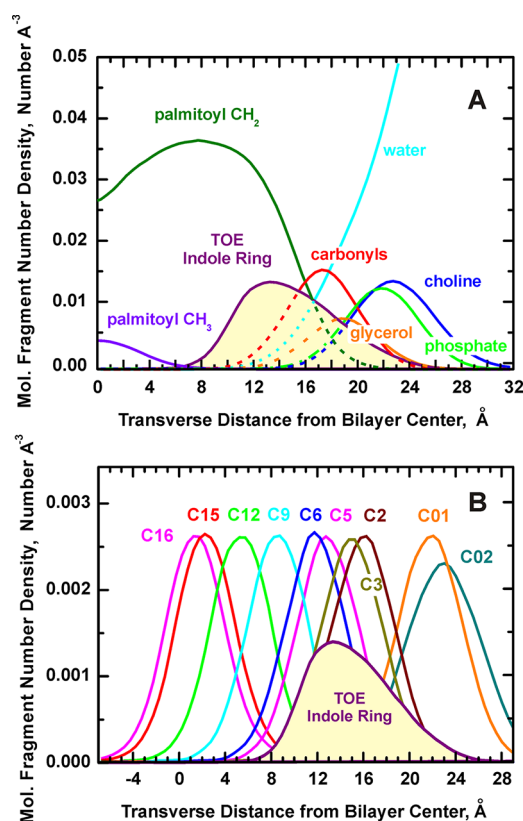 A
Mol. Fragment Number Density, Number A-3
0.05
0.04
0.03
0.02
0.01
0.00
palmitoyl CH2
water
TOE
Indole Ring
carbonyls
choline
palmitoyl CH3
glycerol
phosphate
0 4 8 12 16 20 24 28 32
Transverse Distance from Bilayer Center, Å
B
Mol. Fragment Number Density, Number A-3
0.003
0.002
0.001
0.000
C16 C15 C12 C9 C6 C5 C2 C01
C02
C3
TOE
Indole Ring
-4 0 4 8 12 16 20 24 28
Transverse Distance from Bilayer Center, Å